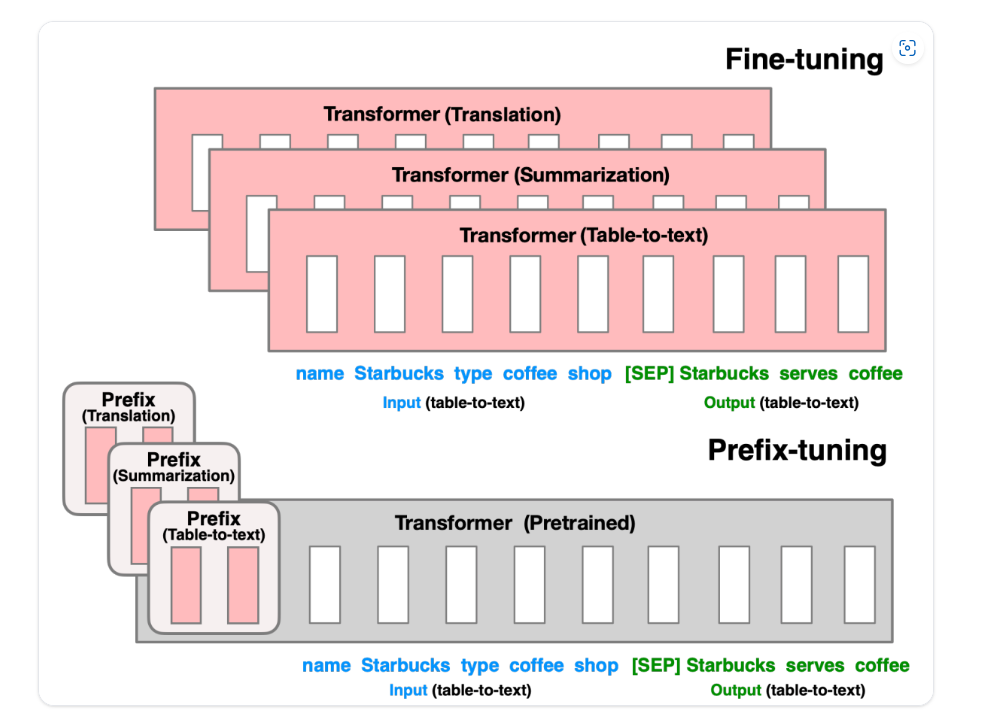 Fine-tuning
Transformer (Translation)
Transformer (Summarization)
Transformer (Table-to-text)
name Starbucks type coffee shop [SEP] Starbucks serves coffee
Input (table-to-text) Output (table-to-text)
Prefix-tuning
Prefix
(Translation)
Prefix
(Summarization)
Prefix
(Table-to-text)
Transformer (Pretrained)
name Starbucks type coffee shop [SEP] Starbucks serves coffee
Input (table-to-text) Output (table-to-text)